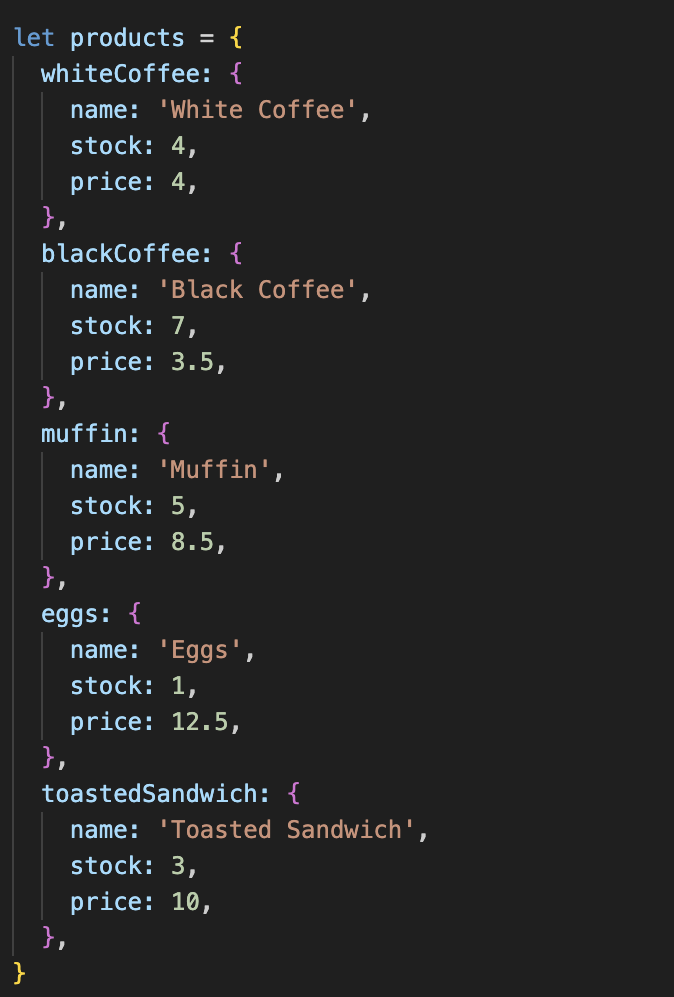 let products = {
  whiteCoffee: {
    name: 'White Coffee',
    stock: 4,
    price: 4,
  },
  blackCoffee: {
    name: 'Black Coffee',
    stock: 7,
    price: 3.5,
  },
  muffin: {
    name: 'Muffin',
    stock: 5,
    price: 8.5,
  },
  eggs: {
    name: 'Eggs',
    stock: 1,
    price: 12.5,
  },
  toastedSandwich: {
    name: 'Toasted Sandwich',
    stock: 3,
    price: 10,
  },
}